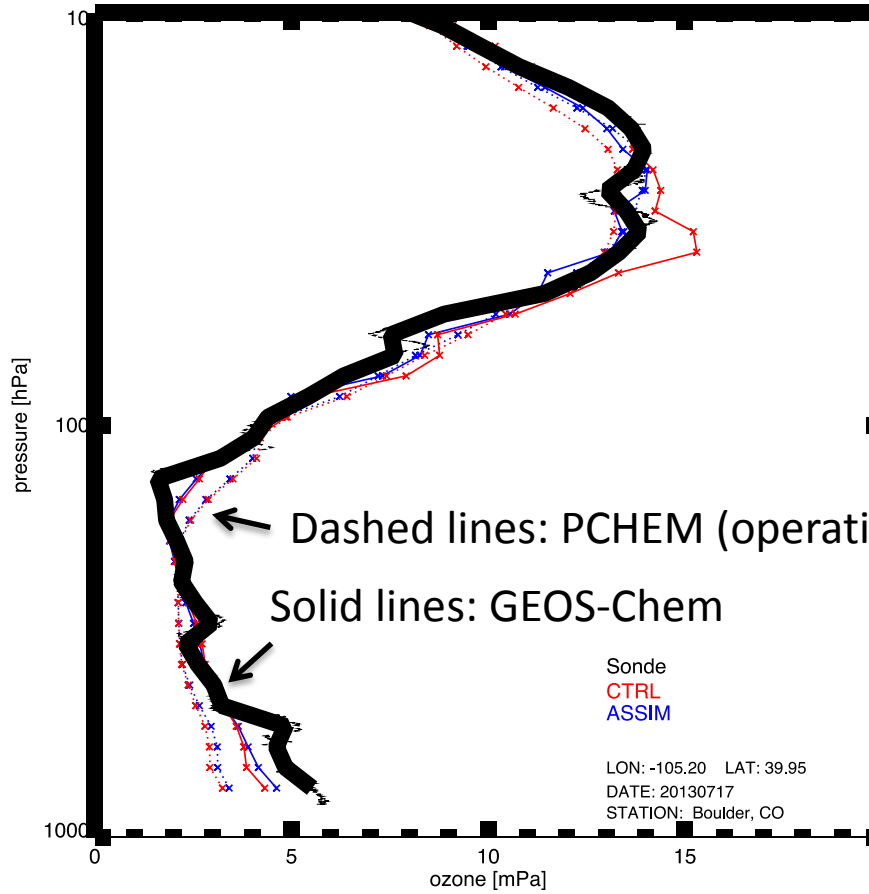 10
pressure [hPa]
100
Dashed lines: PCHEM (operati
Solid lines: GEOS-Chem
Sonde
CTRL
ASSIM
LON: -105.20 LAT: 39.95
DATE: 20130717
STATION: Boulder, CO
1000
0 5 10 15
ozone [mPa]